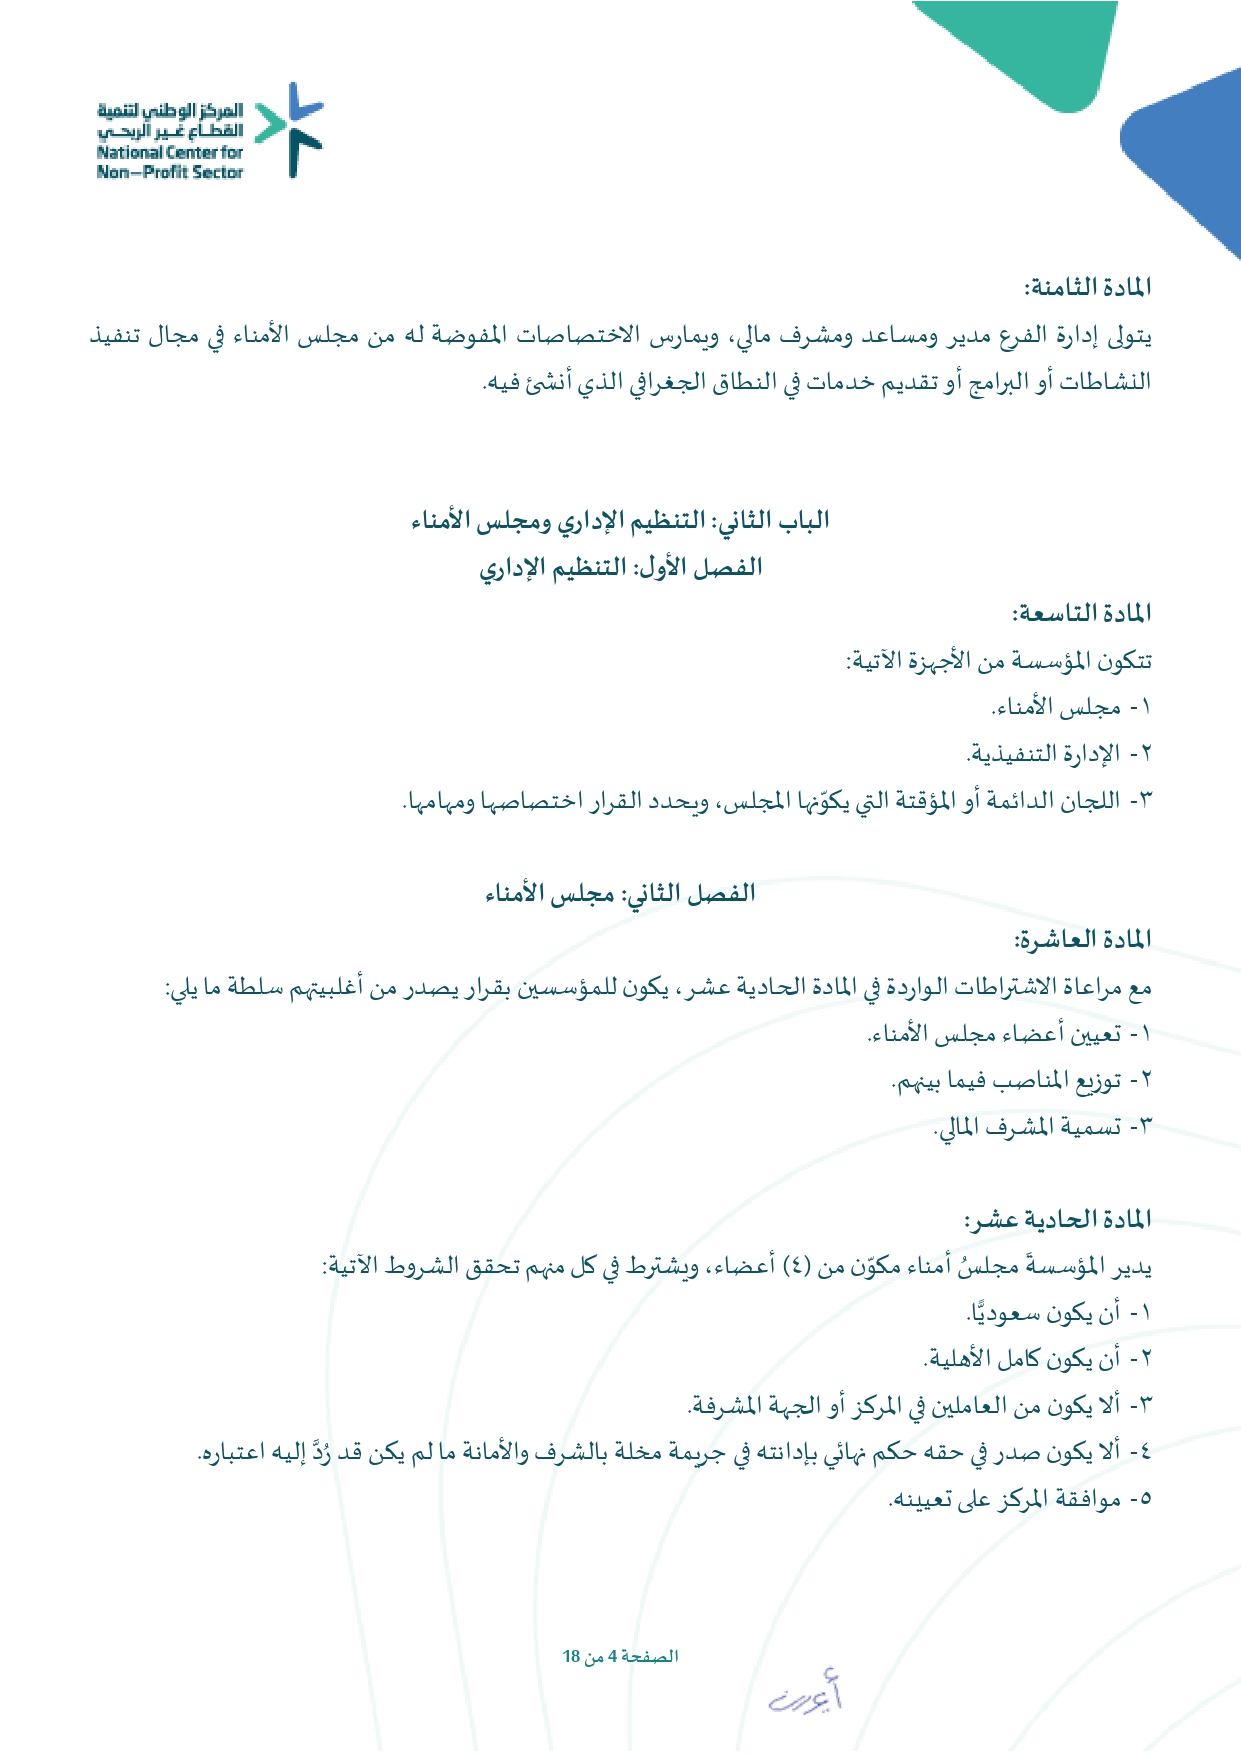 المركز الوطني لتنمية
القطاع غير الربحي
National Center for
Non–Profit Sector
المادة الثامنة:
يتولى إدارة الفرع مدير ومساعد ومشرف مالي، ويمارس الاختصاصات المفوضة له من مجلس الأمناء في مجال تنفيذ
النشاطات أو البرامج أو تقديم خدمات في النطاق الجغرافي الذي أنشئ فيه.
الباب الثاني: التنظيم الإداري ومجلس الأمناء
الفصل الأول: التنظيم الإداري
المادة التاسعة:
تتكون المؤسسة من الأجهزة الآتية:
١- مجلس الأمناء.
٢- الإدارة التنفيذية.
٣- اللجان الدائمة أو المؤقتة التي يكوّنها المجلس، ويحدد القرار اختصاصها ومهامها.
الفصل الثاني: مجلس الأمناء
المادة العاشرة:
مع مراعاة الاشتراطات الواردة في المادة الحادية عشر، يكون للمؤسسين بقرار يصدر من أغلبيتهم سلطة ما يلي:
١- تعيين أعضاء مجلس الأمناء.
٢- توزيع المناصب فيما بينهم.
٣- تسمية المشرف المالي.
المادة الحادية عشر:
يدير المؤسسةَ مجلسُ أمناء مكوّن من (٤) أعضاء، ويشترط في كل منهم تحقق الشروط الآتية:
١- أن يكون سعوديًّا.
٢- أن يكون كامل الأهلية.
٣- ألا يكون من العاملين في المركز أو الجهة المشرفة.
٤- ألا يكون صدر في حقه حكم نهائي بإدانته في جريمة مخلة بالشرف والأمانة ما لم يكن قد رُدَّ إليه اعتباره.
٥- موافقة المركز على تعيينه.
الصفحة 4 من 18